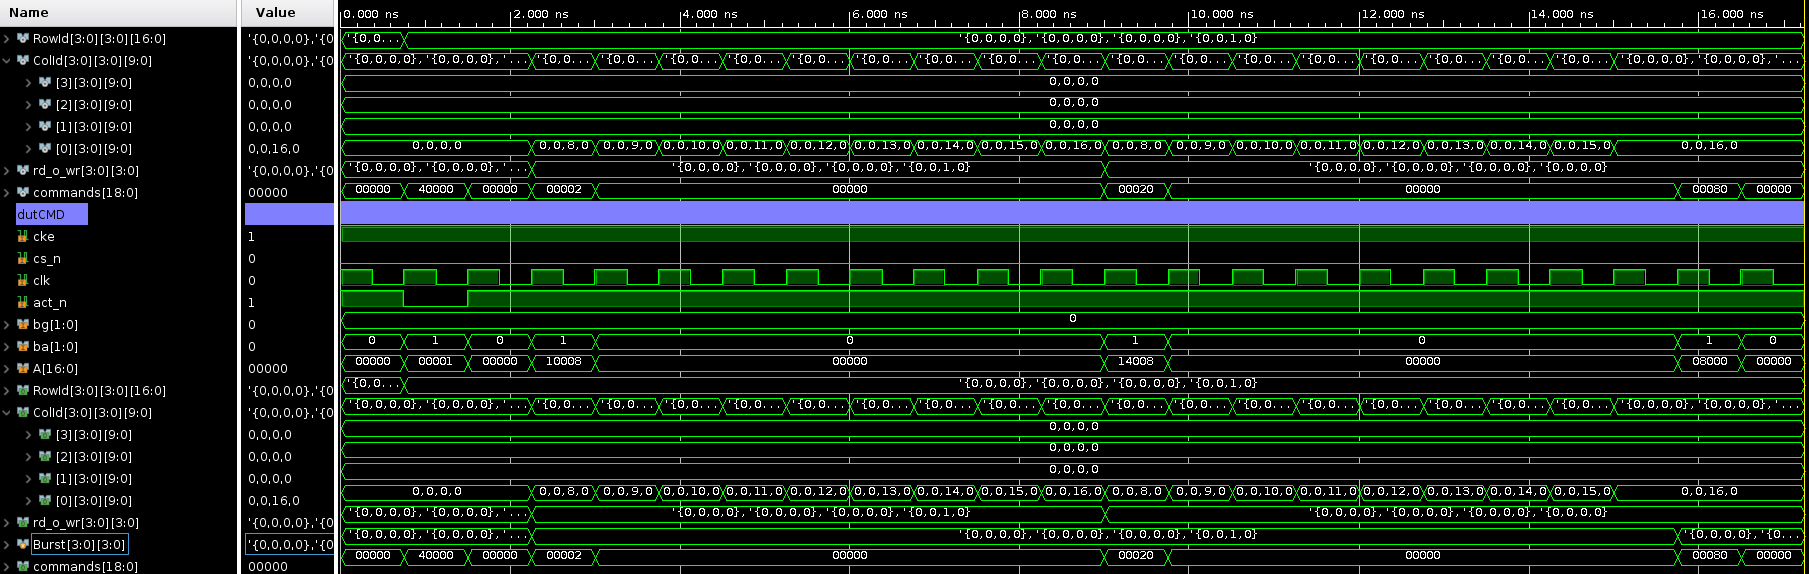 Name Value 0.000 ns 2.000 ns 4.000 ns 6.000 ns 8.000 ns 10.000 ns 12.000 ns 14.000 ns 16.000 ns
RowId[3:0][3:0][16:0] '{0,0,0,0},'{0 '{0,0... '{0,0,0,0},'{0,0,0,0},'{0,0,0,0},'{0,0,1,0}
ColId[3:0][3:0][9:0] '{0,0,0,0},'{0 '{0,0,0,0},'{0,0,0,0},'... '{0,0... '{0,0... '{0,0... '{0,0... '{0,0... '{0,0... '{0,0... '{0,0... '{0,0... '{0,0... '{0,0... '{0,0... '{0,0... '{0,0... '{0,0... '{0,0... '{0,0... '{0,0,0,0},'{0,0,0,0},'...
[3][3:0][9:0] 0,0,0,0 0,0,0,0
[2][3:0][9:0] 0,0,0,0 0,0,0,0
[1][3:0][9:0] 0,0,0,0 0,0,0,0
[0][3:0][9:0] 0,0,16,0 0,0,0,0 0,0,8,0 0,0,9,0 0,0,10,0 0,0,11,0 0,0,12,0 0,0,13,0 0,0,14,0 0,0,15,0 0,0,16,0 0,0,8,0 0,0,9,0 0,0,10,0 0,0,11,0 0,0,12,0 0,0,13,0 0,0,14,0 0,0,15,0 0,0,16,0
rd_o_wr[3:0][3:0] '{0,0,0,0},'{0 '{0,0,0,0},'{0,0,0,0},'... '{0,0,0,0},'{0,0,0,0},'{0,0,0,0},'{0,0,1,0} '{0,0,0,0},'{0,0,0,0},'{0,0,0,0},'{0,0,0,0}
commands[18:0] 00000 00000 40000 00000 00002 00000 00020 00000 00080 00000
dutCMD
cke 1
cs_n 0
clk 0
act_n 1
bg[1:0] 0 0
ba[1:0] 0 0 1 0 1 0 1 0 1 0
A[16:0] 00000 00000 00001 00000 10008 00000 14008 00000 08000 00000
RowId[3:0][3:0][16:0] '{0,0,0,0},'{0 '{0,0... '{0,0,0,0},'{0,0,0,0},'{0,0,0,0},'{0,0,1,0}
ColId[3:0][3:0][9:0] '{0,0,0,0},'{0 '{0,0,0,0},'{0,0,0,0},'... '{0,0... '{0,0... '{0,0... '{0,0... '{0,0... '{0,0... '{0,0... '{0,0... '{0,0... '{0,0... '{0,0... '{0,0... '{0,0... '{0,0... '{0,0... '{0,0... '{0,0... '{0,0,0,0},'{0,0,0,0},'...
[3][3:0][9:0] 0,0,0,0 0,0,0,0
[2][3:0][9:0] 0,0,0,0 0,0,0,0
[1][3:0][9:0] 0,0,0,0 0,0,0,0
[0][3:0][9:0] 0,0,16,0 0,0,0,0 0,0,8,0 0,0,9,0 0,0,10,0 0,0,11,0 0,0,12,0 0,0,13,0 0,0,14,0 0,0,15,0 0,0,16,0 0,0,8,0 0,0,9,0 0,0,10,0 0,0,11,0 0,0,12,0 0,0,13,0 0,0,14,0 0,0,15,0 0,0,16,0
rd_o_wr[3:0][3:0] '{0,0,0,0},'{0 '{0,0,0,0},'{0,0,0,0},'... '{0,0,0,0},'{0,0,0,0},'{0,0,0,0},'{0,0,1,0} '{0,0,0,0},'{0,0,0,0},'{0,0,0,0},'{0,0,0,0}
Burst[3:0][3:0] '{0,0,0,0},'{0 '{0,0,0,0},'{0,0,0,0},'... '{0,0,0,0},'{0,0,0,0},'{0,0,0,0},'{0,0,1,0} '{0,0,0,0},'{0...
commands[18:0] 00000 00000 40000 00000 00002 00000 00020 00000 00080 00000